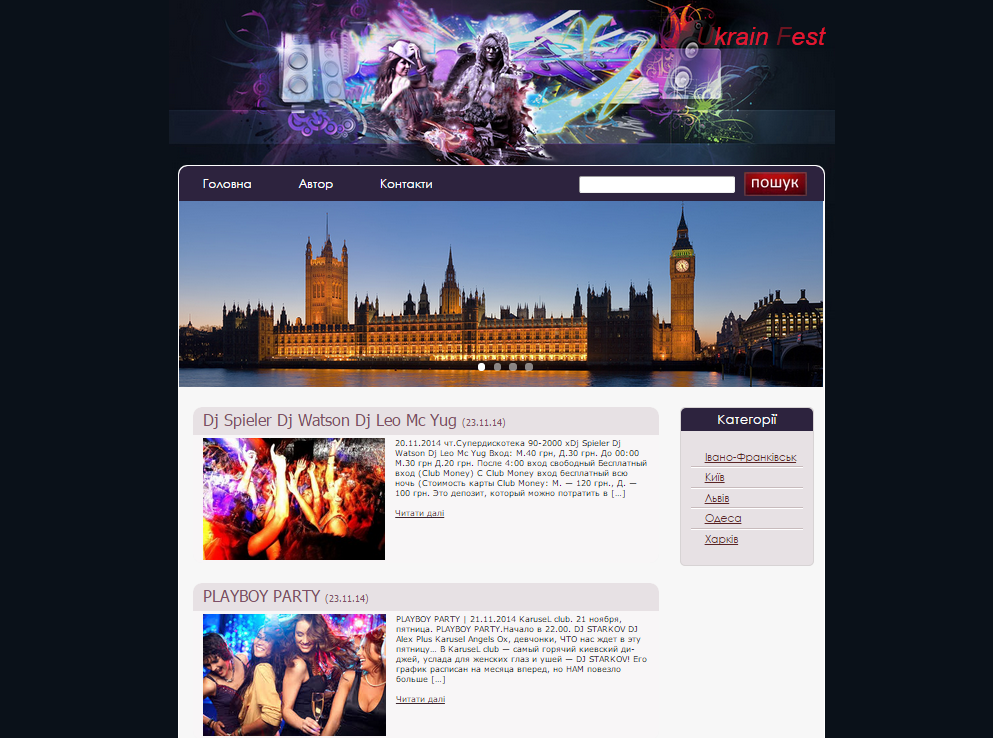 Ukrain Fest
Головна Автор Контакти пошук
Dj Spieler Dj Watson Dj Leo Mc Yug (23.11.14)
20.11.2014 чт.Супердискотека 90-2000 хDj Spieler Dj
Watson Dj Leo Mc Yug Вход: М.40 грн, Д.30 грн. До 00:00
М.30 грн Д.20 грн. После 4:00 вход свободный Бесплатный
вход (Club Money) С Club Money вход бесплатный всю
ночь (Стоимость карты Club Money: М. — 120 грн., Д. —
100 грн. Это депозит, который можно потратить в [...]
Читати далі
PLAYBOY PARTY (23.11.14)
PLAYBOY PARTY | 21.11.2014 KaruseL club. 21 ноября,
пятница. PLAYBOY PARTY.Начало в 22.00. DJ STARKOV DJ
Alex Plus Karusel Angels Ох, девчонки, ЧТО нас ждет в эту
пятницу... В KaruseL club — самый горячий киевский ди-
джей, услада для женских глаз и ушей — DJ STARKOV! Его
график расписан на месяца вперед, но НАМ повезло
больше [...]
Читати далі
Категорії
Івано-Франківськ
Київ
Львів
Одеса
Харків